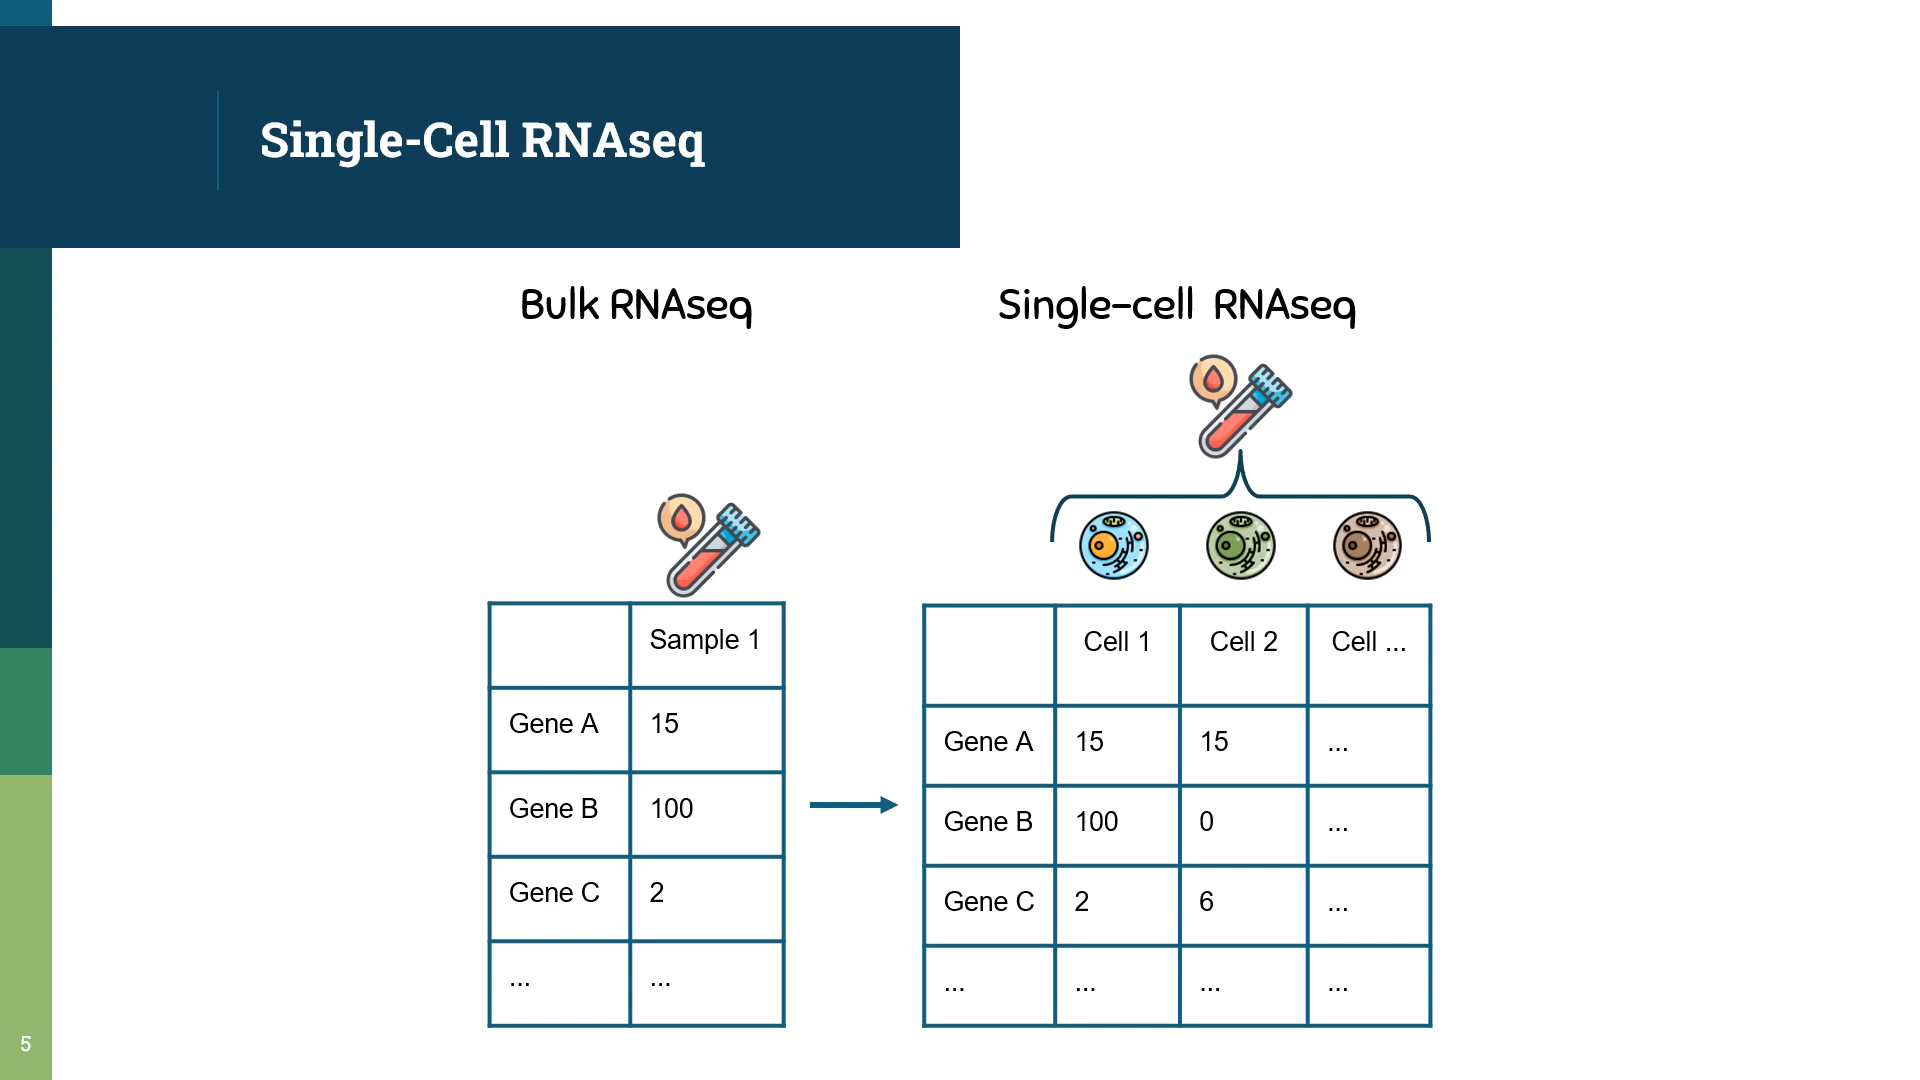 Single-Cell RNAseq
Bulk RNAseq
Sample 1
Gene A 15
Gene B 100
Gene C 2
... ...
Single-cell RNAseq
Cell 1 Cell 2 Cell ...
Gene A 15 15 ...
Gene B 100 0 ...
Gene C 2 6 ...
... ... ... ...
5